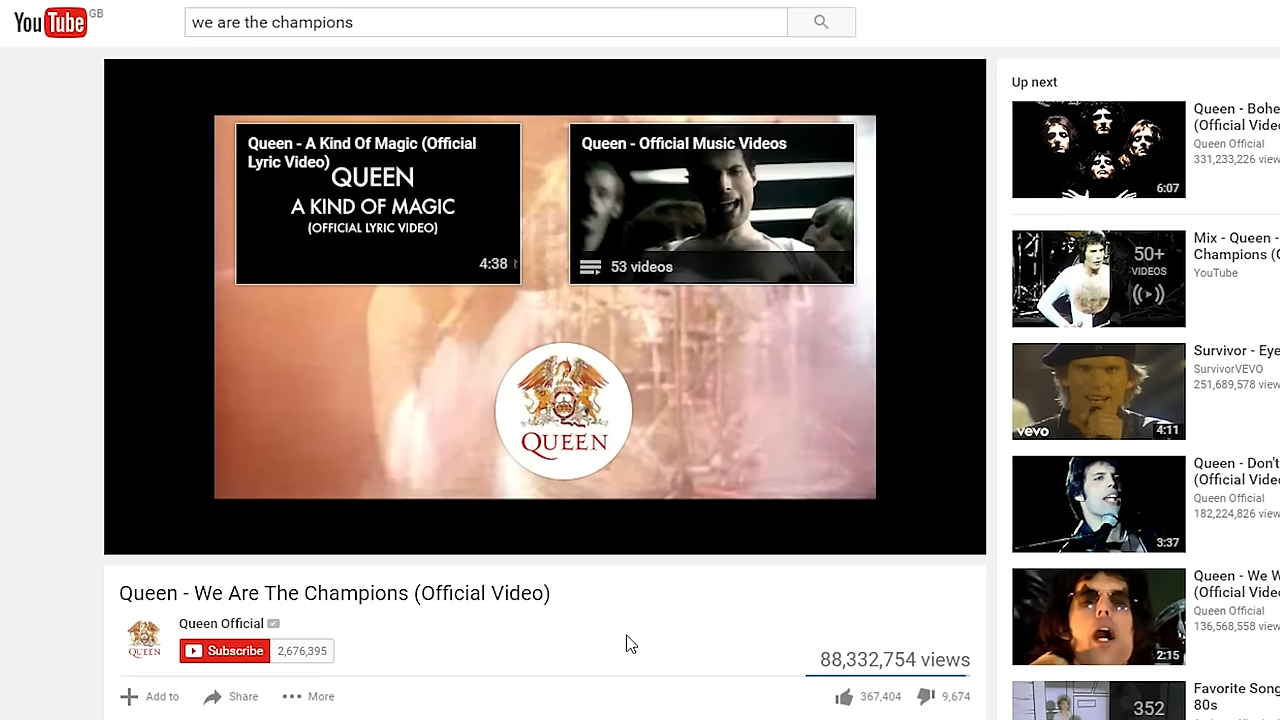 YouTube GB
we are the champions
Queen - A Kind Of Magic (Official
Lyric Video)
QUEEN
A KIND OF MAGIC
(OFFICIAL LYRIC VIDEO)
4:38
Queen - Official Music Videos
53 videos
QUEEN
Queen - We Are The Champions (Official Video)
Queen Official
QUEEN
Subscribe 2,676,395
88,332,754 views
Add to Share More
367,404 9,674
Up next
Queen - Bohe
(Official Vide
Queen Official
331,233,226 view
6:07
Mix - Queen -
Champions (O
YouTube
50+
VIDEOS
Survivor - Eye
SurvivorVEVO
251,689,578 view
vevo
4:11
Queen - Don't
(Official Vide
Queen Official
182,224,826 view
3:37
Queen - We W
(Official Vide
Queen Official
136,568,558 view
2:15
Favorite Song
80s
352